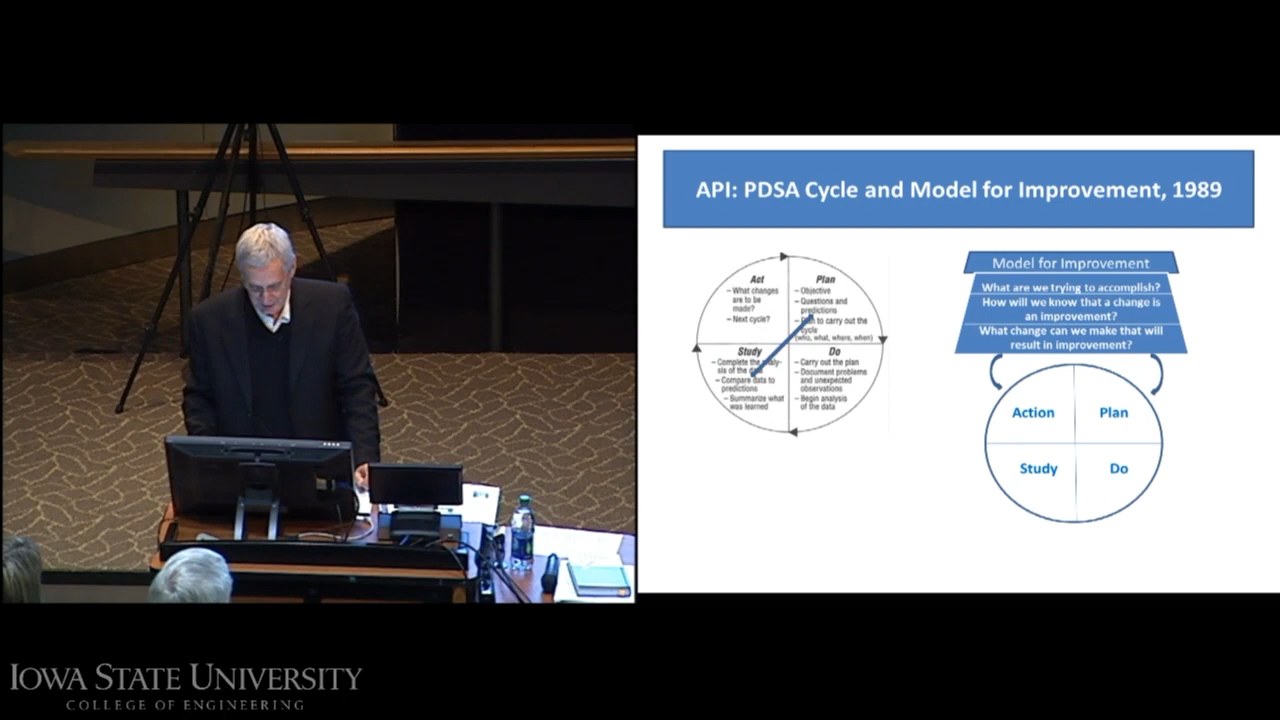 API: PDSA Cycle and Model for Improvement, 1989
Act
– What changes
are to be
made?
– Next cycle?
Plan
– Objective
– Questions and
predictions
to carry out the
cycle
(who, what, where, when)
Study
– Complete the
sis of the
– Compare data to
predictions
– Summarize what
was learned
Do
– Carry out the plan
– Document problems
and unexpected
observations
– Begin analysis
of the data
Model for Improvement
What are we trying to accomplish?
How will we know that a change is
an improvement?
What change can we make that will
result in improvement?
Action
Plan
Study
Do
IOWA STATE UNIVERSITY
COLLEGE OF ENGINEERING